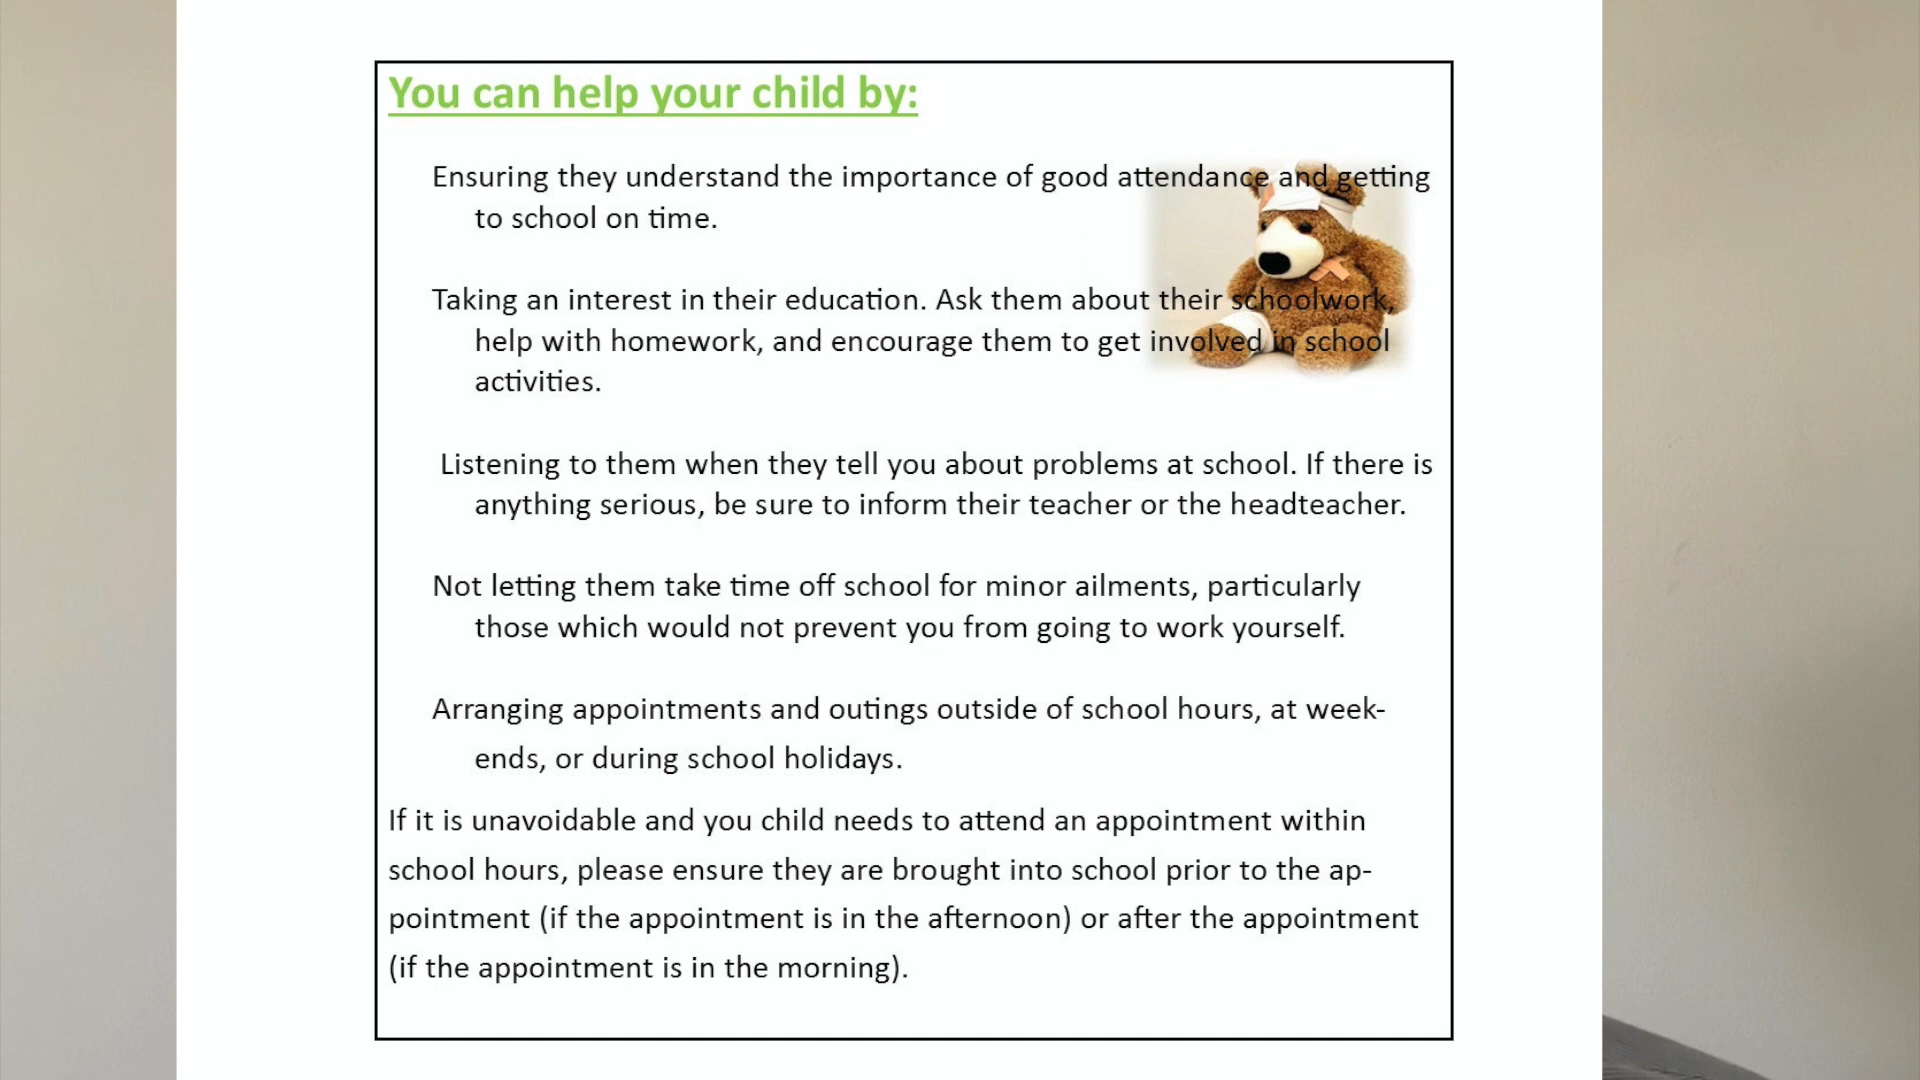 You can help your child by:
Ensuring they understand the importance of good attendance and getting
to school on time.
Taking an interest in their education. Ask them about their schoolwork,
help with homework, and encourage them to get involved in school
activities.
Listening to them when they tell you about problems at school. If there is
anything serious, be sure to inform their teacher or the headteacher.
Not letting them take time off school for minor ailments, particularly
those which would not prevent you from going to work yourself.
Arranging appointments and outings outside of school hours, at week-
ends, or during school holidays.
If it is unavoidable and you child needs to attend an appointment within
school hours, please ensure they are brought into school prior to the ap-
pointment (if the appointment is in the afternoon) or after the appointment
(if the appointment is in the morning).